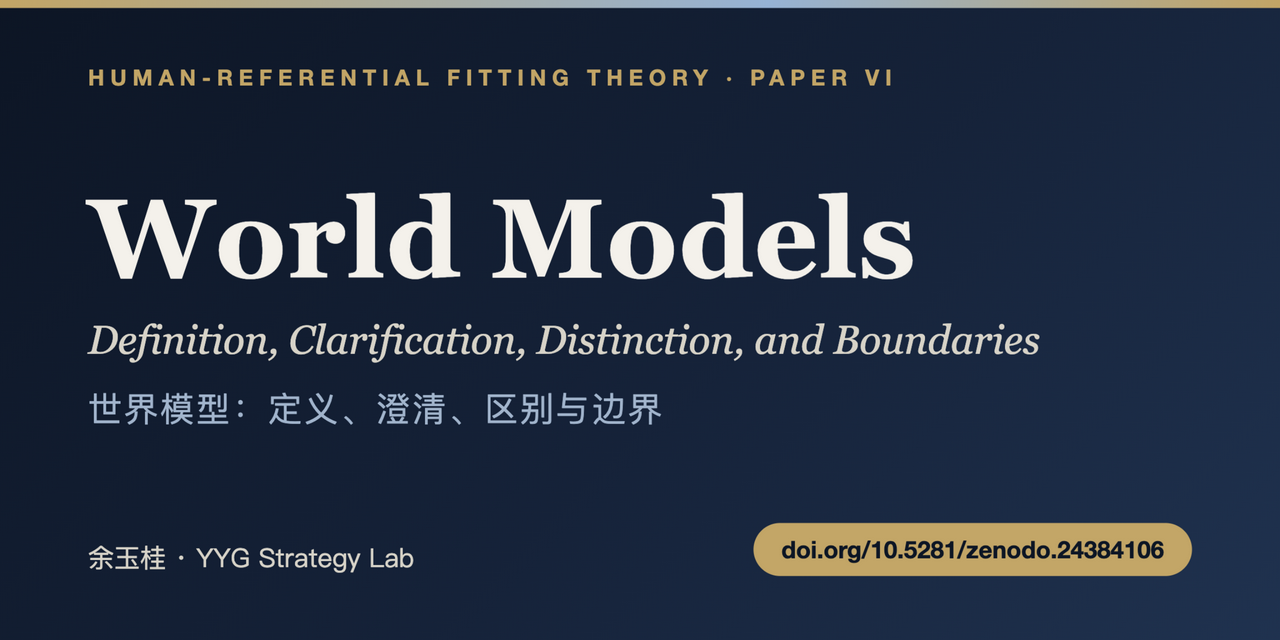 HUMAN-REFERENTIAL FITTING THEORY · PAPER VI
World Models
Definition, Clarification, Distinction, and Boundaries
世界模型：定义、澄清、区别与边界
余玉桂 · YYG Strategy Lab
doi.org/10.5281/zenodo.24384106